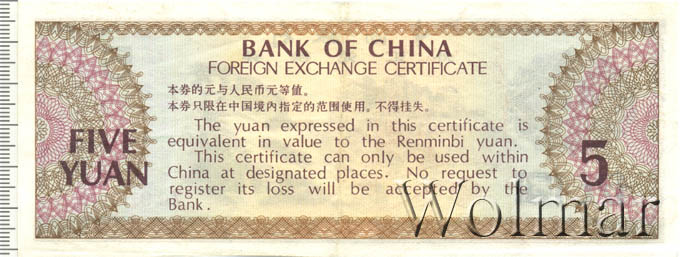 BANK OF CHINA
FOREIGN EXCHANGE CERTIFICATE
本券的元与人民币元等值。
本券只限在中国境内指定的范围使用。不得挂失。
FIVE
YUAN
The yuan expressed in this certificate is
equivalent in value to the Renminbi yuan.
This certificate can only be used within
China at designated places. No request to
register its loss will be accepted by the
Bank.
5
Wolmar